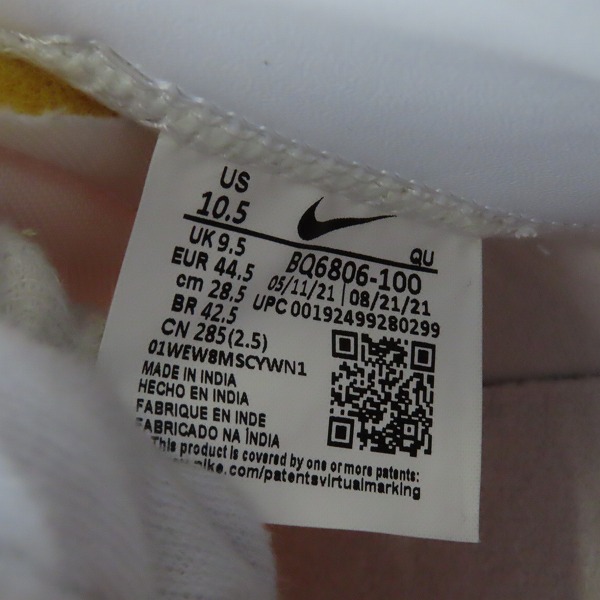 US
10.5
UK 9.5
EUR 44.5
cm 28.5
BR 42.5
CN 285(2.5)
QU
BQ6806-100
05/11/21 | 08/21/21
UPC 00192499280299
01WEW8MSCYWN1
MADE IN INDIA
HECHO EN INDIA
FABRIQUE EN INDE
FABRICADO NA ÍNDIA
This product is covered by one or more patents:
nike.com/patentsvirtualmarking